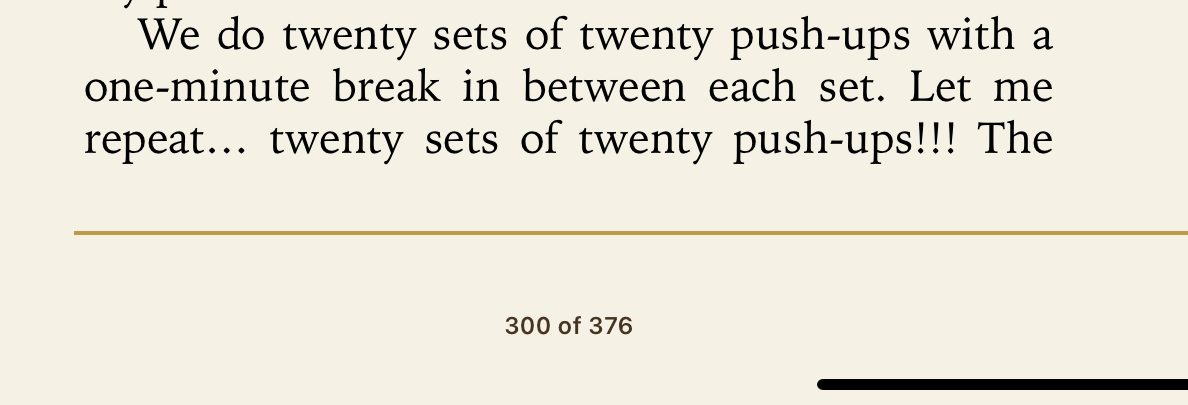 We do twenty sets of twenty push-ups with a
one-minute break in between each set. Let me
repeat… twenty sets of twenty push-ups!!! The
300 of 376